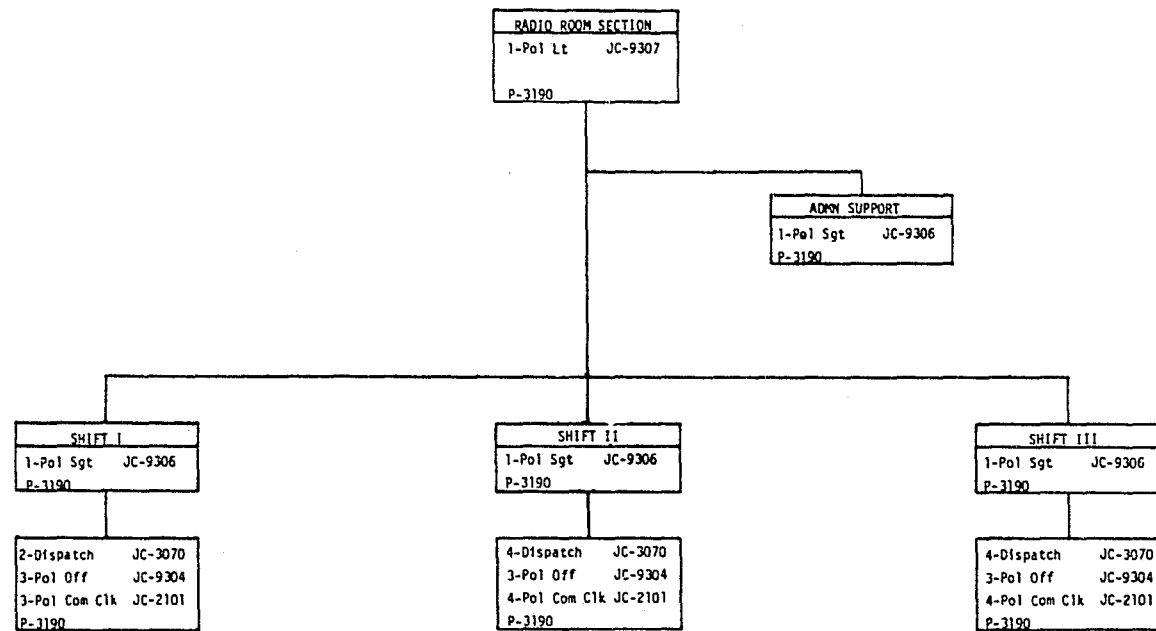 RADIO ROOM SECTION
1-Pol Lt JC-9307
P-3190
ADMN SUPPORT
1-Pol Sgt JC-9306
P-3190
SHIFT I
1-Pol Sgt JC-9306
P-3190
2-Dispatch JC-3070
3-Pol Off JC-9304
3-Pol Com Clk JC-2101
P-3190
SHIFT II
1-Pol Sgt JC-9306
P-3190
4-Dispatch JC-3070
3-Pol Off JC-9304
4-Pol Com Clk JC-2101
P-3190
SHIFT III
1-Pol Sgt JC-9306
P-3190
4-Dispatch JC-3070
3-Pol Off JC-9304
4-Pol Com Clk JC-2101
P-3190